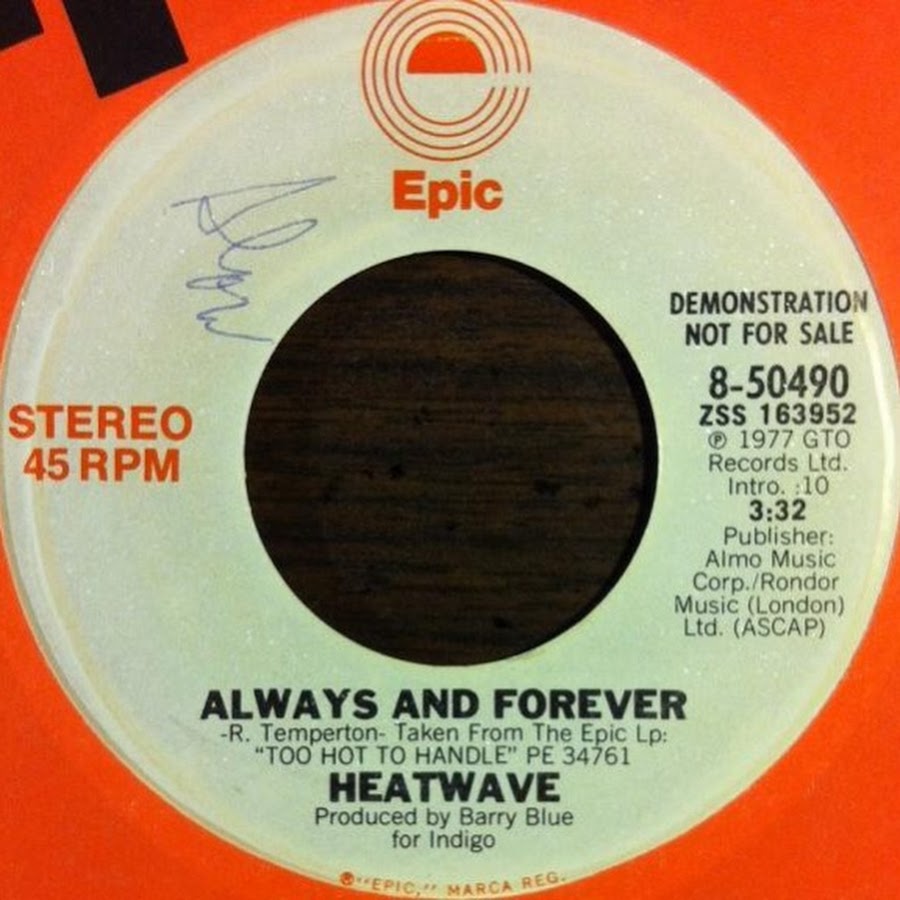 Epic
Slow
STEREO
45 RPM
DEMONSTRATION
NOT FOR SALE
8-50490
ZSS 163952
℗ 1977 GTO
Records Ltd.
Intro. :10
3:32
Publisher:
Almo Music
Corp./Rondor
Music (London)
Ltd. (ASCAP)
ALWAYS AND FOREVER
-R. Temperton- Taken From The Epic Lp:
"TOO HOT TO HANDLE" PE 34761
HEATWAVE
Produced by Barry Blue
for Indigo
®"EPIC," MARCA REG.